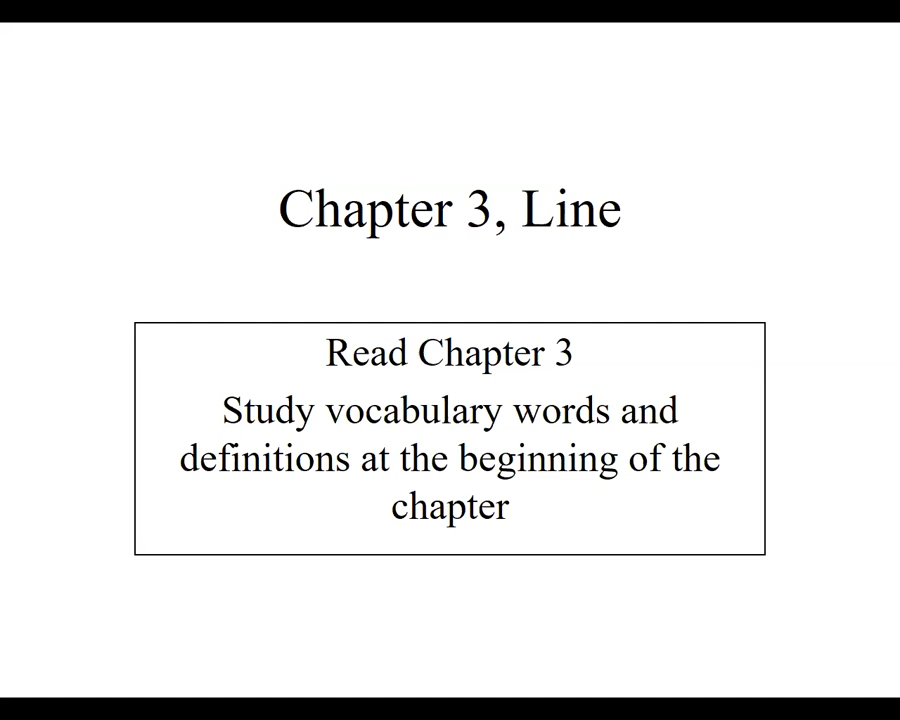 Chapter 3, Line
Read Chapter 3
Study vocabulary words and
definitions at the beginning of the
chapter